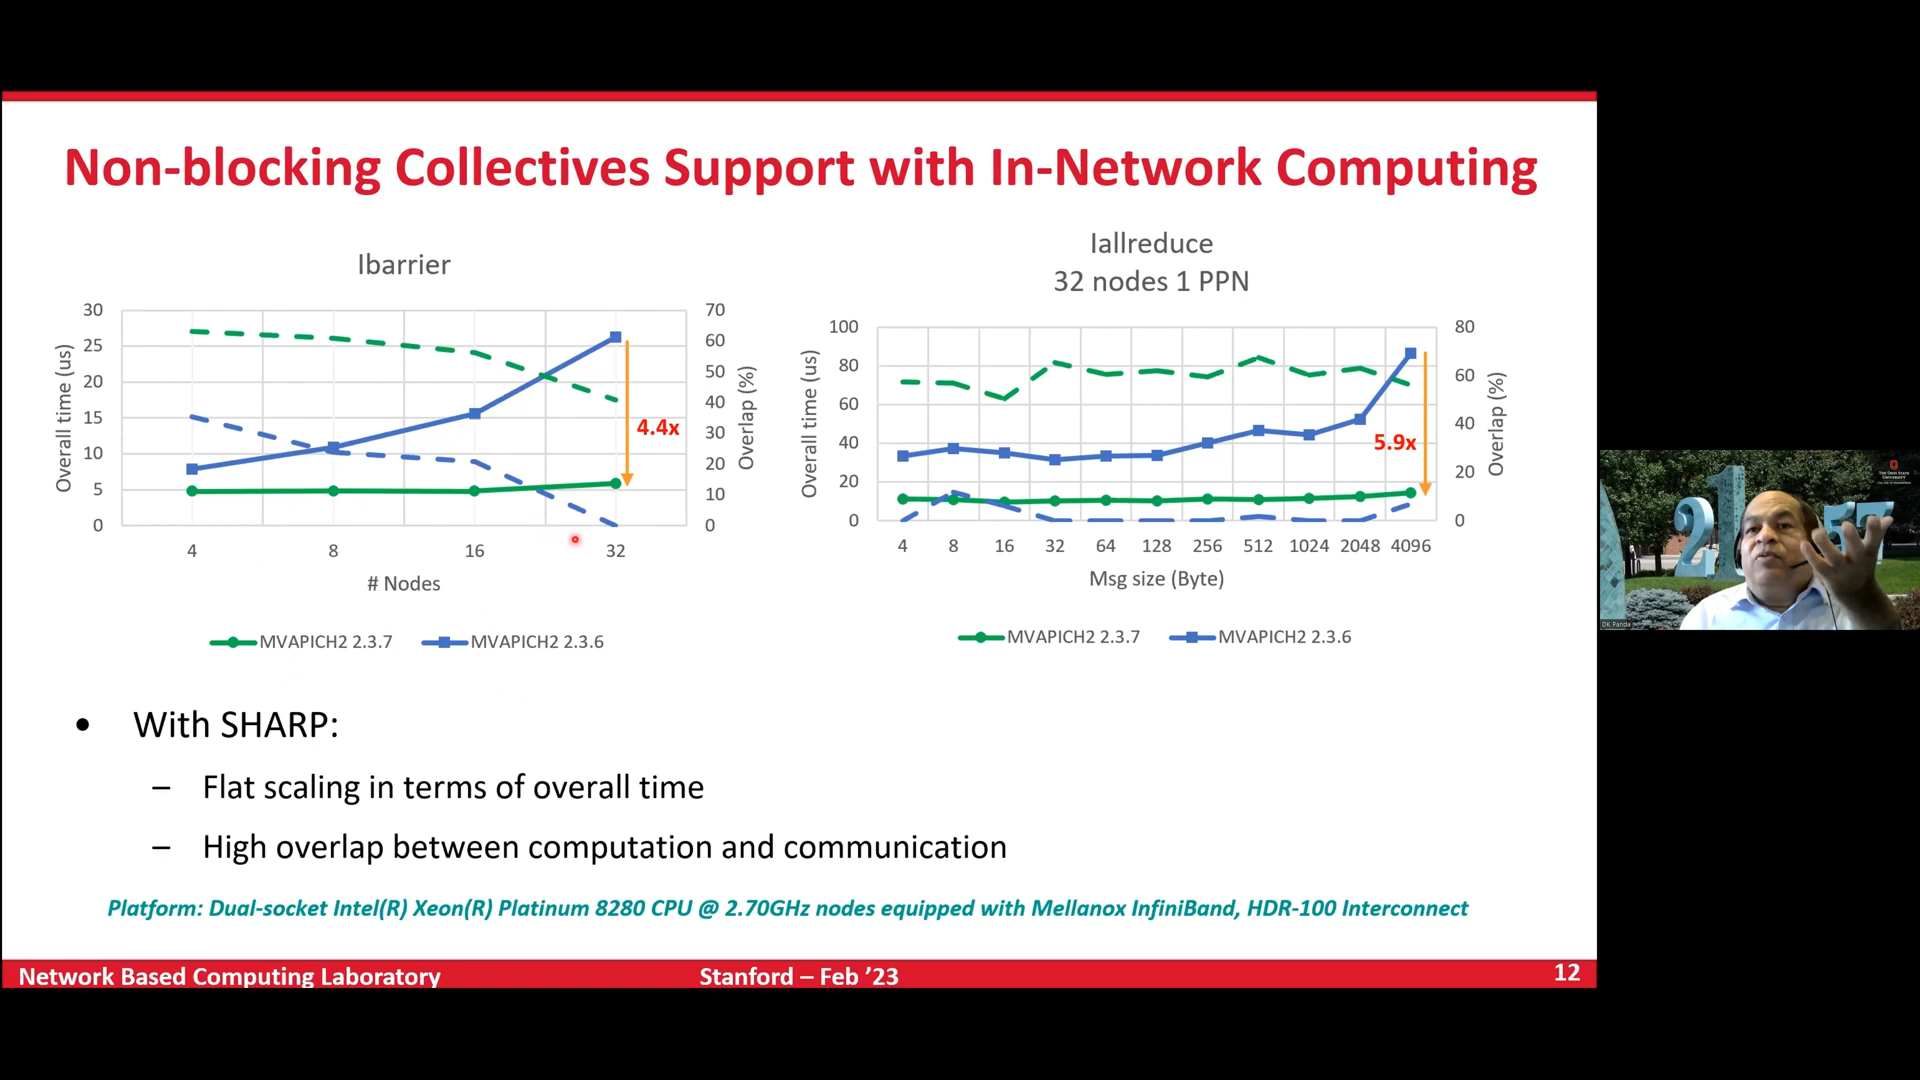 Non-blocking Collectives Support with In-Network Computing
Ibarrier
30
25
20
15
10
5
0
Overall time (us)
70
60
50
40
30
20
10
0
Overlap (%)
4.4x
4 8 16 32
# Nodes
MVAPICH2 2.3.7 MVAPICH2 2.3.6
Iallreduce
32 nodes 1 PPN
100
80
60
40
20
0
Overall time (us)
80
60
40
20
0
Overlap (%)
5.9x
4 8 16 32 64 128 256 512 1024 2048 4096
Msg size (Byte)
MVAPICH2 2.3.7 MVAPICH2 2.3.6
• With SHARP:
– Flat scaling in terms of overall time
– High overlap between computation and communication
Platform: Dual-socket Intel(R) Xeon(R) Platinum 8280 CPU @ 2.70GHz nodes equipped with Mellanox InfiniBand, HDR-100 Interconnect
Network Based Computing Laboratory
Stanford – Feb ’23
12
THE OHIO STATE
UNIVERSITY
DK Panda